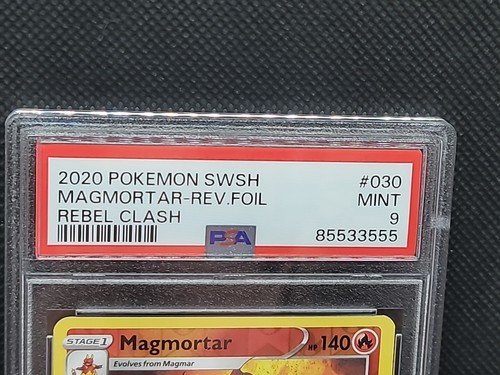 2020 POKEMON SWSH #030
MAGMORTAR-REV.FOIL MINT
REBEL CLASH 9
PSA 85533555
STAGE 1 Magmortar HP 140
Evolves from Magmar